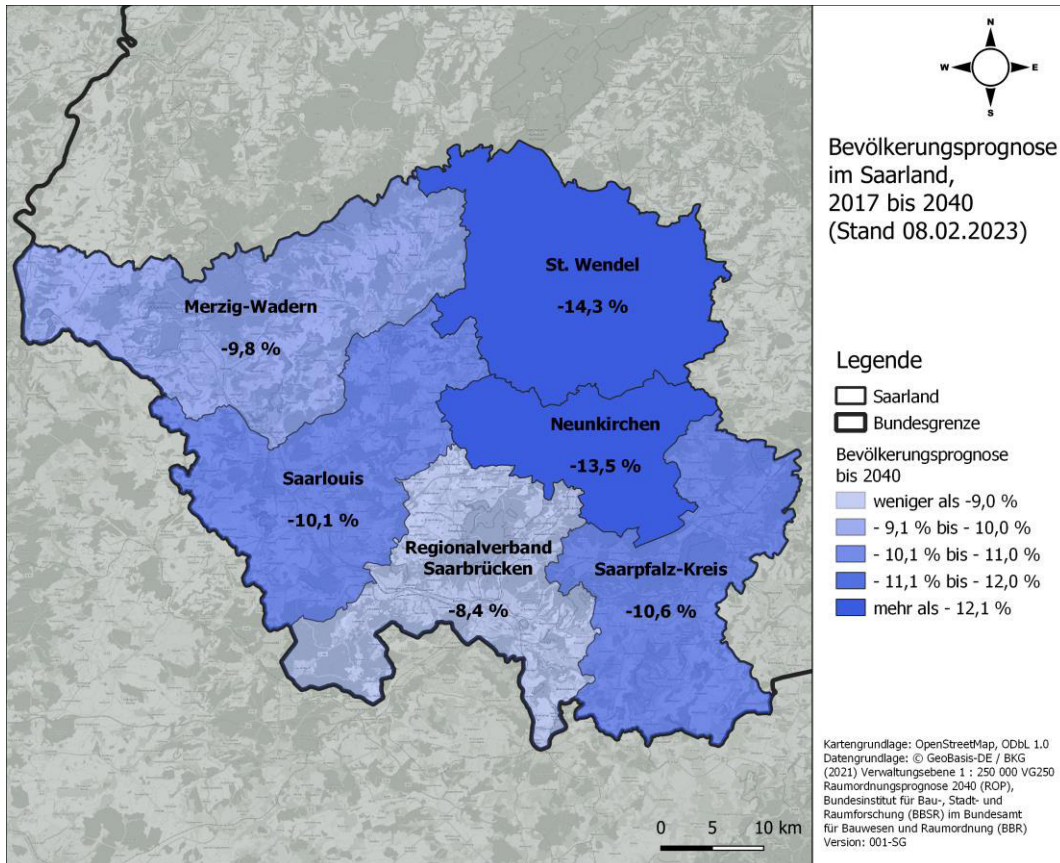 N
W
E
S
Bevölkerungsprognose
im Saarland,
2017 bis 2040
(Stand 08.02.2023)
St. Wendel
-14,3 %
Merzig-Wadern
-9,8 %
Neunkirchen
-13,5 %
Saarlouis
-10,1 %
Regionalverband
Saarbrücken
-8,4 %
Saarpfalz-Kreis
-10,6 %
Legende
Saarland
Bundesgrenze
Bevölkerungsprognose
bis 2040
weniger als -9,0 %
- 9,1 % bis - 10,0 %
- 10,1 % bis - 11,0 %
- 11,1 % bis - 12,0 %
mehr als - 12,1 %
0 5 10 km
Kartengrundlage: OpenStreetMap, ODbL 1.0
Datengrundlage: © GeoBasis-DE / BKG
(2021) Verwaltungsebene 1 : 250 000 VG250
Raumordnungsprognose 2040 (ROP),
Bundesinstitut für Bau-, Stadt- und
Raumforschung (BBSR) im Bundesamt
für Bauwesen und Raumordnung (BBR)
Version: 001-SG